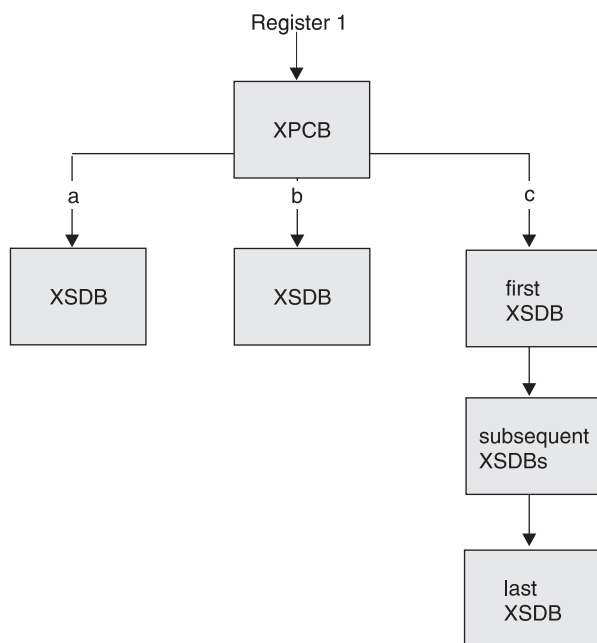 Register 1
XPCB
a
b
c
XSDB
XSDB
first
XSDB
subsequent
XSDBs
last
XSDB